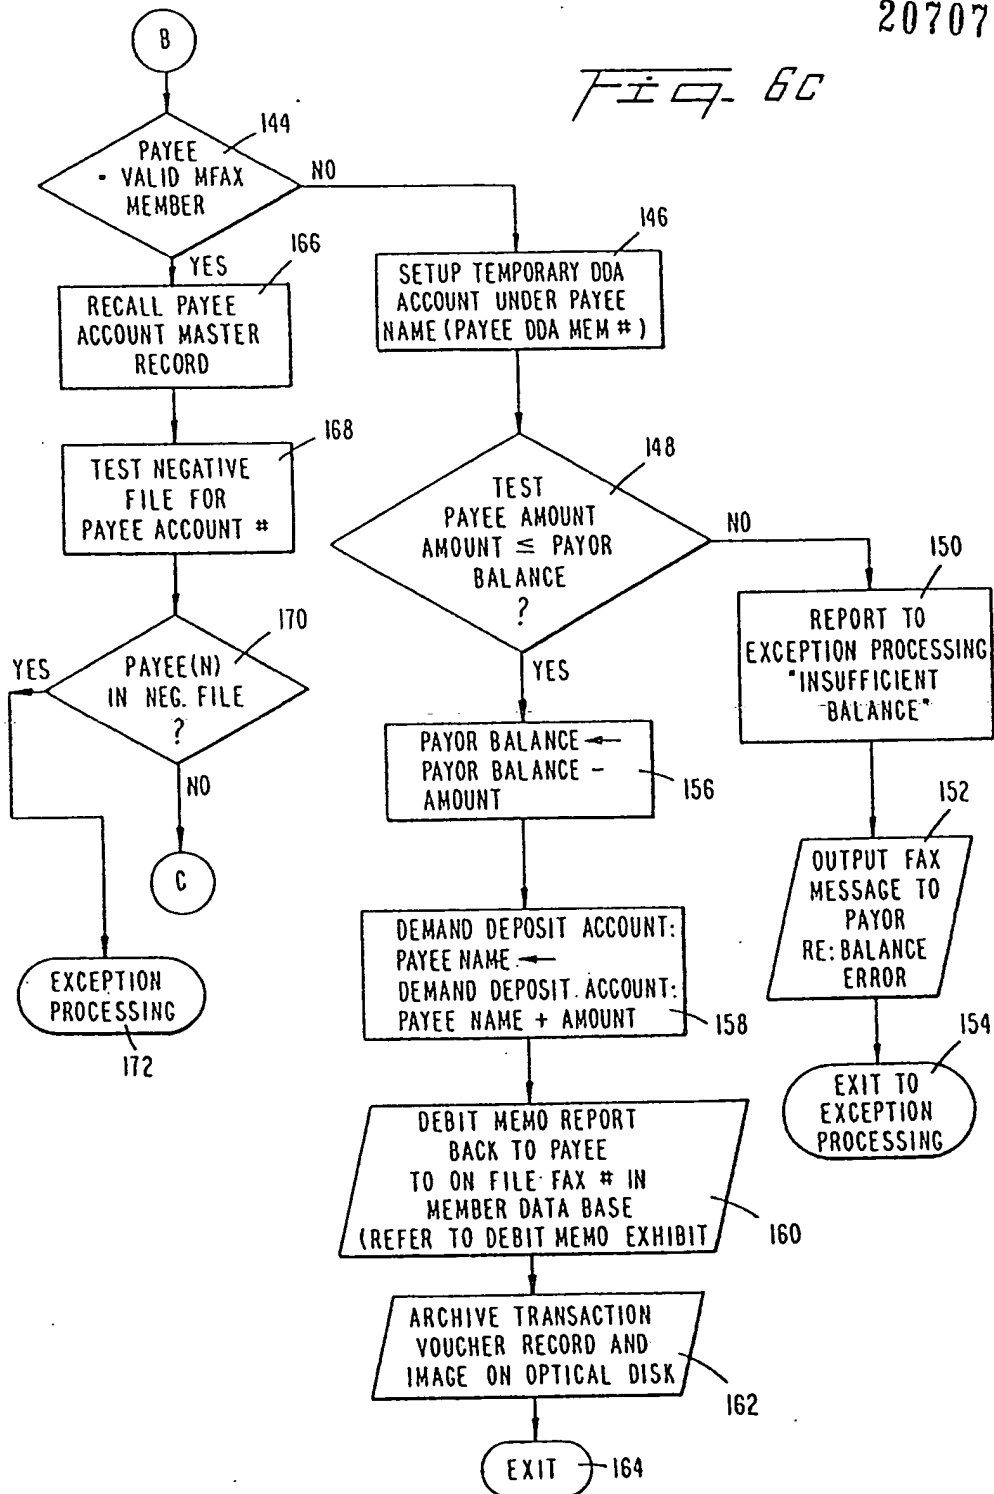 20707
Fig. 6C
B
144
PAYEE
= VALID MFAX
MEMBER
NO
YES
166
RECALL PAYEE
ACCOUNT MASTER
RECORD
146
SETUP TEMPORARY DDA
ACCOUNT UNDER PAYEE
NAME (PAYEE DDA MEM #)
168
TEST NEGATIVE
FILE FOR
PAYEE ACCOUNT #
148
TEST
PAYEE AMOUNT
AMOUNT ≤ PAYOR
BALANCE
?
NO
YES
170
YES
PAYEE(N)
IN NEG. FILE
?
NO
C
EXCEPTION
PROCESSING
172
150
REPORT TO
EXCEPTION PROCESSING
"INSUFFICIENT
BALANCE"
PAYOR BALANCE ←
PAYOR BALANCE -
AMOUNT
156
152
OUTPUT FAX
MESSAGE TO
PAYOR
RE: BALANCE
ERROR
DEMAND DEPOSIT ACCOUNT:
PAYEE NAME ←
DEMAND DEPOSIT ACCOUNT:
PAYEE NAME + AMOUNT
158
154
EXIT TO
EXCEPTION
PROCESSING
DEBIT MEMO REPORT
BACK TO PAYEE
TO ON FILE FAX # IN
MEMBER DATA BASE
(REFER TO DEBIT MEMO EXHIBIT
160
ARCHIVE TRANSACTION
VOUCHER RECORD AND
IMAGE ON OPTICAL DISK
162
EXIT
164